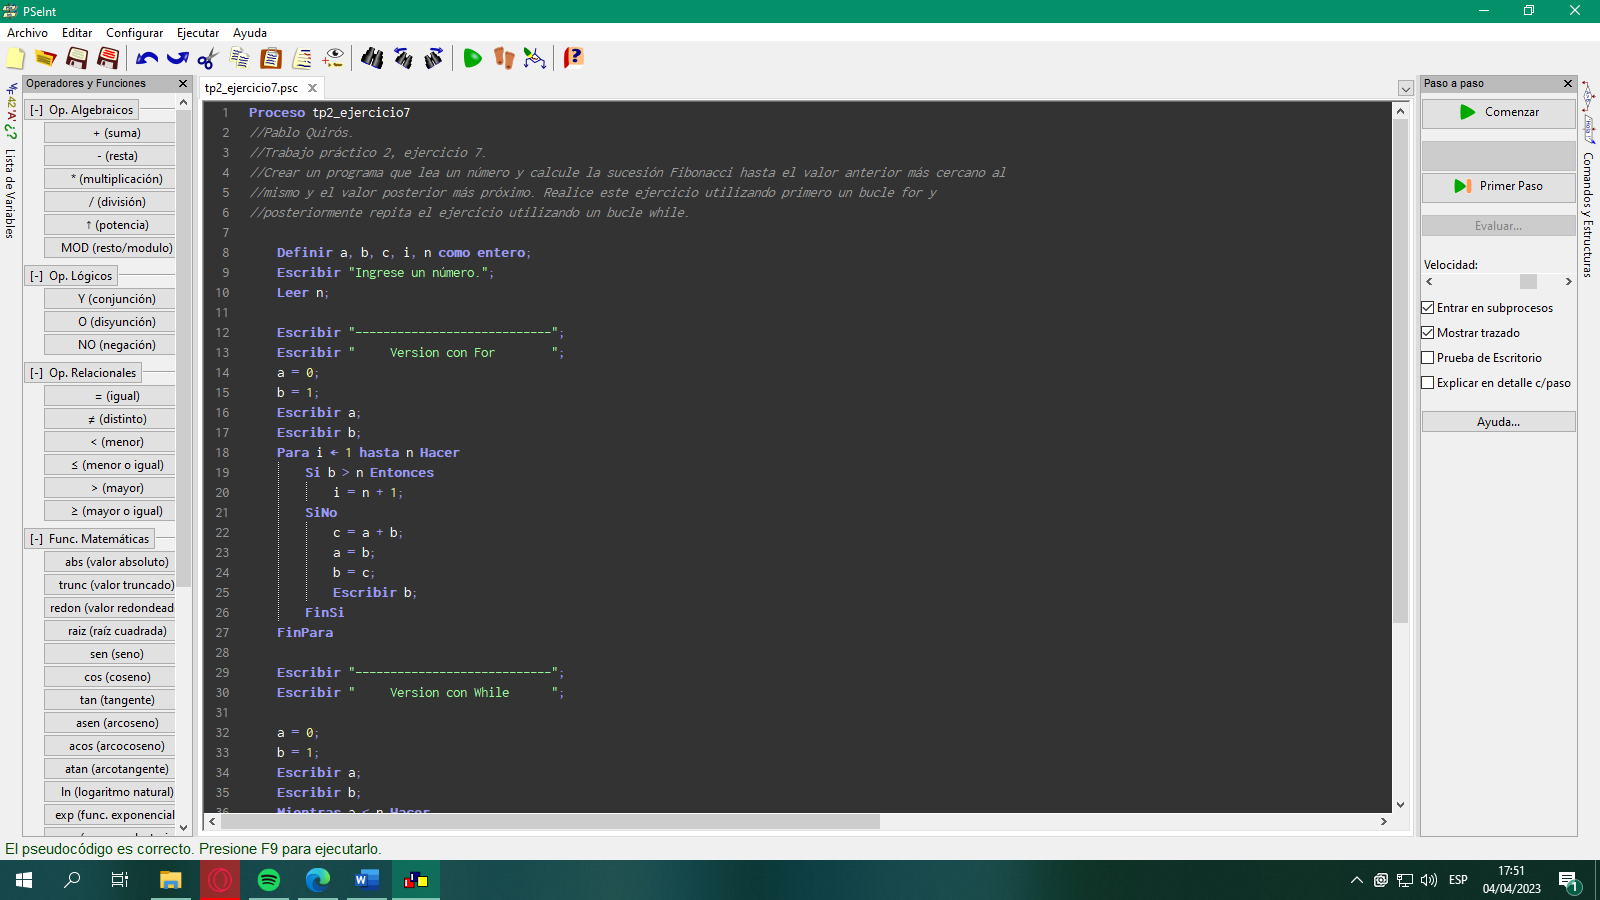 PSeInt
Archivo Editar Configurar Ejecutar Ayuda
Operadores y Funciones
tp2_ejercicio7.psc
Paso a paso
Lista de Variables
[-] Op. Algebraicos
+ (suma)
- (resta)
* (multiplicación)
/ (división)
↑ (potencia)
MOD (resto/modulo)
[-] Op. Lógicos
Y (conjunción)
O (disyunción)
NO (negación)
[-] Op. Relacionales
= (igual)
≠ (distinto)
< (menor)
≤ (menor o igual)
> (mayor)
≥ (mayor o igual)
[-] Func. Matemáticas
abs (valor absoluto)
trunc (valor truncado)
redon (valor redondead
raiz (raíz cuadrada)
sen (seno)
cos (coseno)
tan (tangente)
asen (arcoseno)
acos (arcocoseno)
atan (arcotangente)
ln (logaritmo natural)
exp (func. exponencial
1 Proceso tp2_ejercicio7
2 //Pablo Quirós.
3 //Trabajo práctico 2, ejercicio 7.
4 //Crear un programa que lea un número y calcule la sucesión Fibonacci hasta el valor anterior más cercano al
5 //mismo y el valor posterior más próximo. Realice este ejercicio utilizando primero un bucle for y
6 //posteriormente repita el ejercicio utilizando un bucle while.
7
8 Definir a, b, c, i, n como entero;
9 Escribir "Ingrese un número.";
10 Leer n;
11
12 Escribir "----------------------------";
13 Escribir "     Version con For        ";
14 a = 0;
15 b = 1;
16 Escribir a;
17 Escribir b;
18 Para i ← 1 hasta n Hacer
19 Si b > n Entonces
20 i = n + 1;
21 SiNo
22 c = a + b;
23 a = b;
24 b = c;
25 Escribir b;
26 FinSi
27 FinPara
28
29 Escribir "----------------------------";
30 Escribir "     Version con While      ";
31
32 a = 0;
33 b = 1;
34 Escribir a;
35 Escribir b;
36 Mientras a < n Hacer
Comenzar
Primer Paso
Evaluar...
Velocidad:
Entrar en subprocesos
Mostrar trazado
Prueba de Escritorio
Explicar en detalle c/paso
Ayuda...
Comandos y Estructuras
El pseudocódigo es correcto. Presione F9 para ejecutarlo.
ESP
17:51
04/04/2023
1